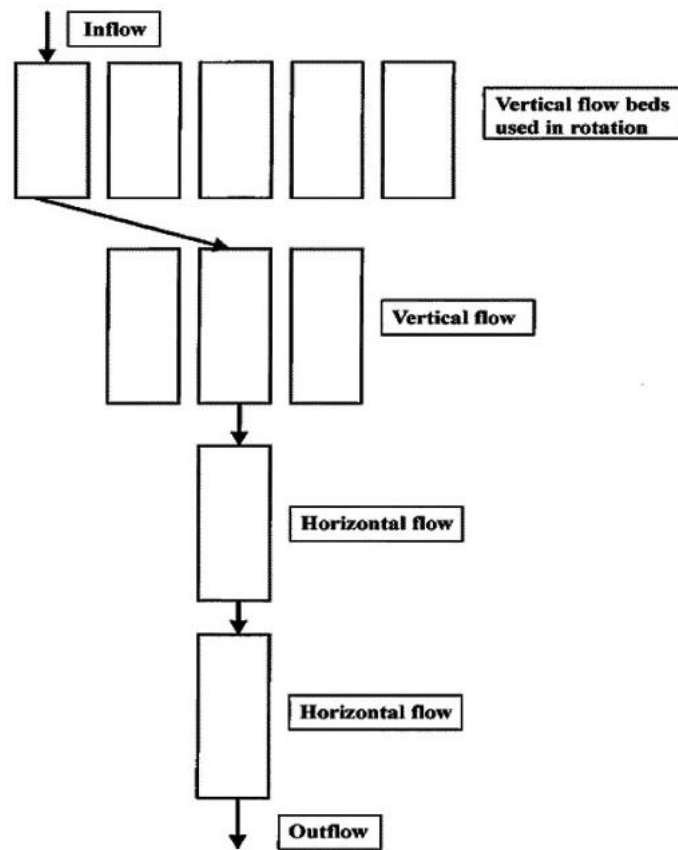 Inflow
Vertical flow beds
used in rotation
Vertical flow
Horizontal flow
Horizontal flow
Outflow